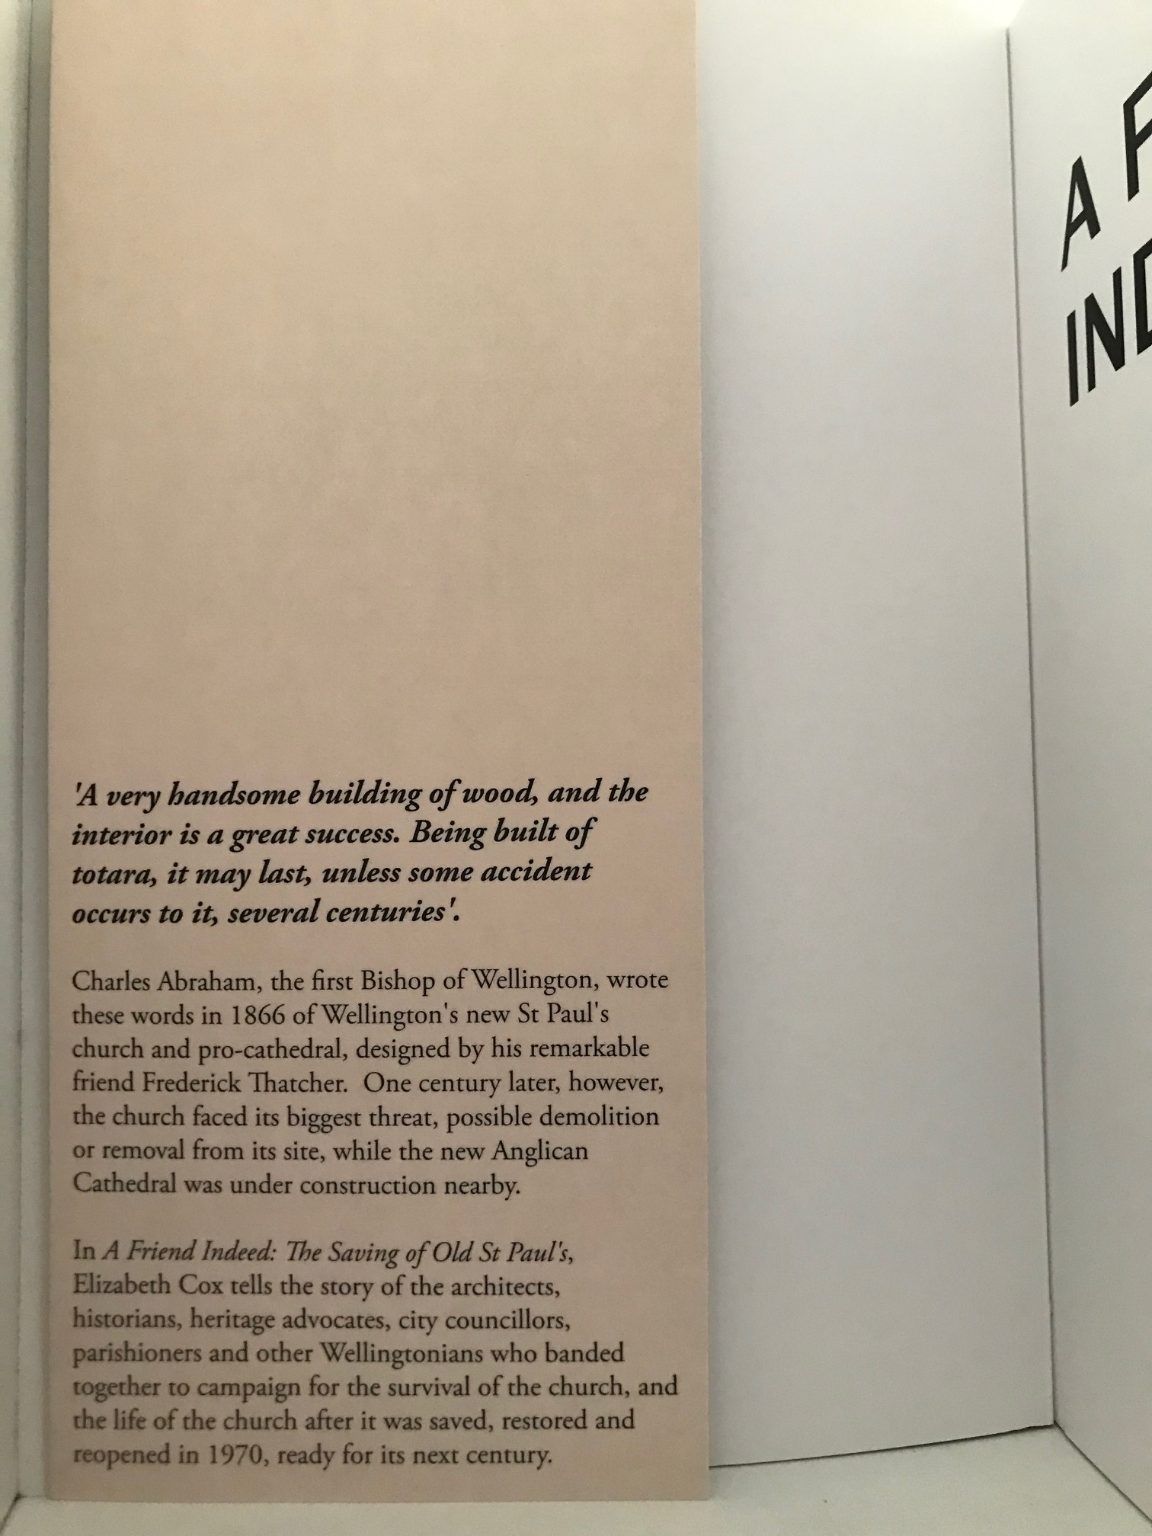 'A very handsome building of wood, and the
interior is a great success. Being built of
totara, it may last, unless some accident
occurs to it, several centuries'.
Charles Abraham, the first Bishop of Wellington, wrote
these words in 1866 of Wellington's new St Paul's
church and pro-cathedral, designed by his remarkable
friend Frederick Thatcher.  One century later, however,
the church faced its biggest threat, possible demolition
or removal from its site, while the new Anglican
Cathedral was under construction nearby.
In A Friend Indeed: The Saving of Old St Paul's,
Elizabeth Cox tells the story of the architects,
historians, heritage advocates, city councillors,
parishioners and other Wellingtonians who banded
together to campaign for the survival of the church, and
the life of the church after it was saved, restored and
reopened in 1970, ready for its next century.
A